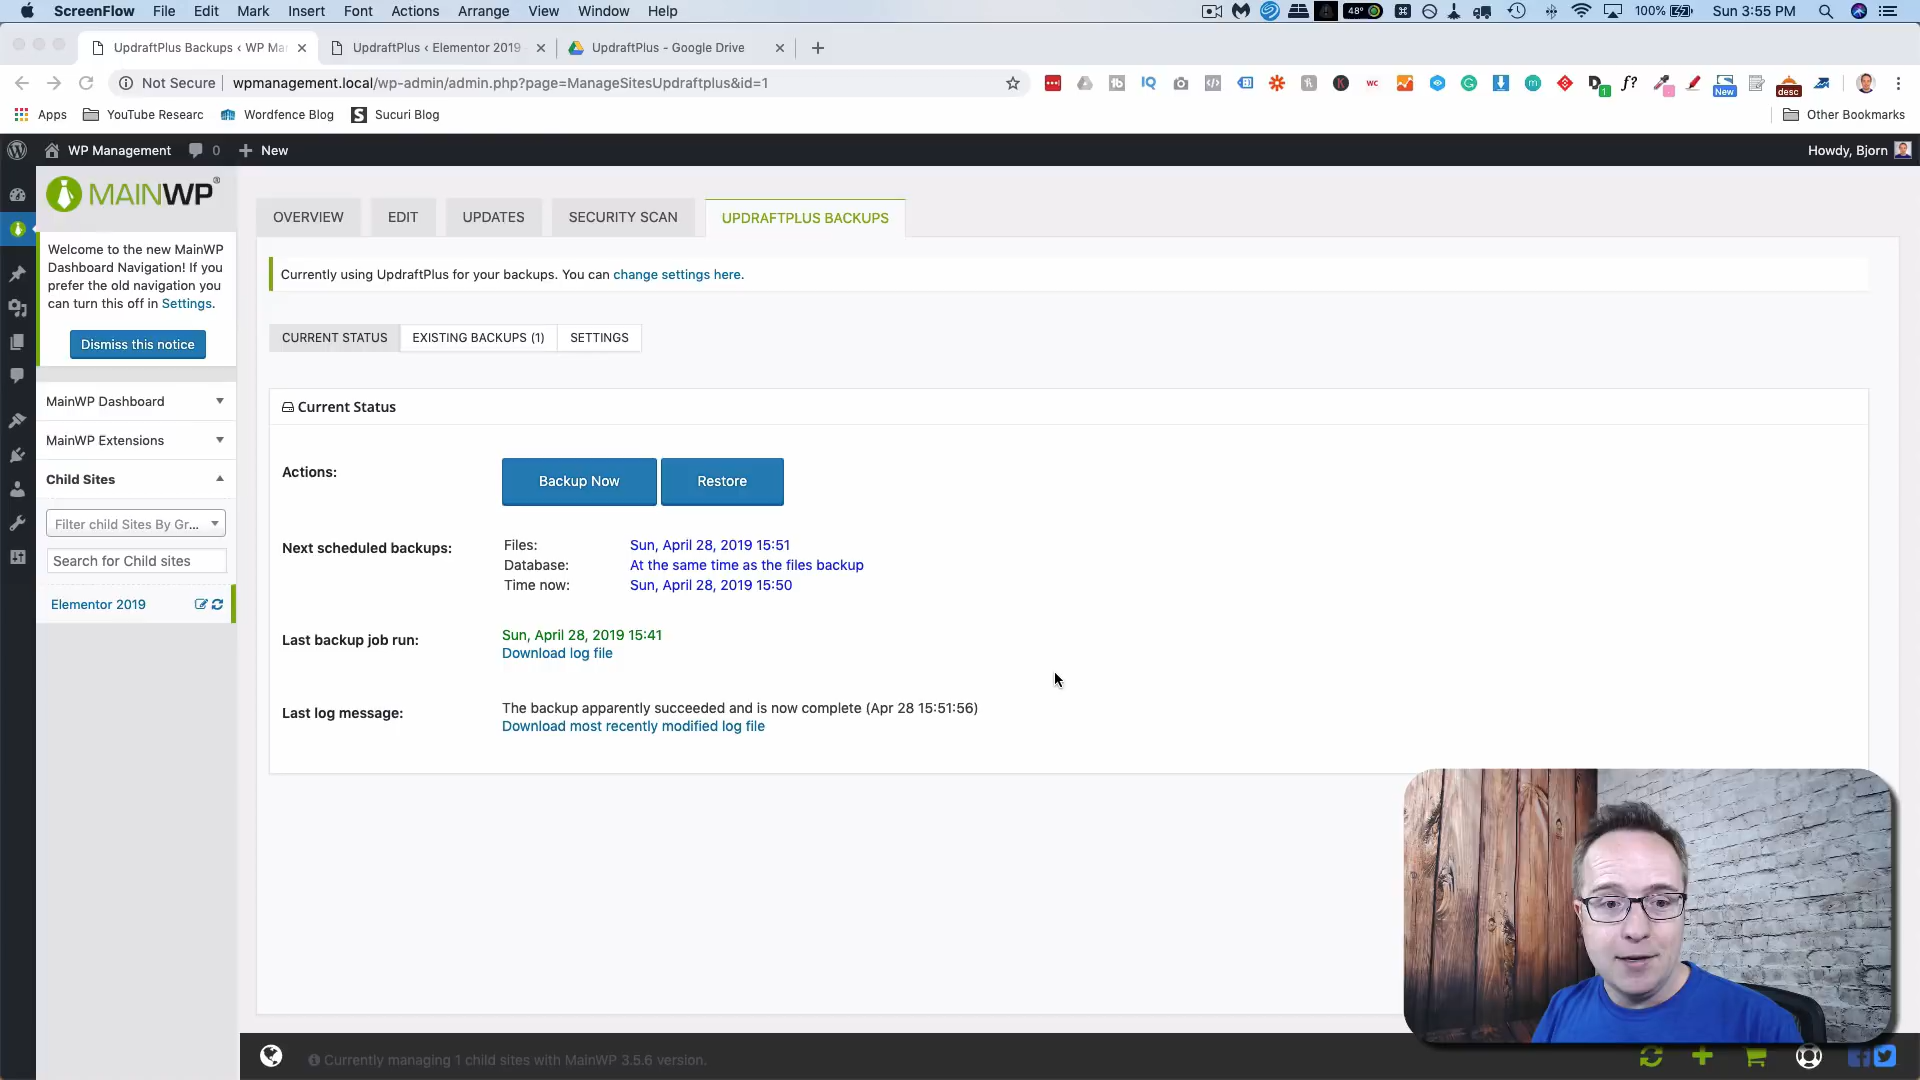 ScreenFlow File Edit Mark Insert Font Actions Arrange View Window Help 48° 100% Sun 3:55 PM
UpdraftPlus Backups ‹ WP Ma
UpdraftPlus ‹ Elementor 2019
UpdraftPlus - Google Drive
Not Secure wpmanagement.local/wp-admin/admin.php?page=ManageSitesUpdraftplus&id=1
Apps YouTube Researc Wordfence Blog Sucuri Blog Other Bookmarks
WP Management 0 New Howdy, Bjorn
MAINWP®
Welcome to the new MainWP
Dashboard Navigation! If you
prefer the old navigation you
can turn this off in Settings.
Dismiss this notice
MainWP Dashboard
MainWP Extensions
Child Sites
Filter child Sites By Gr...
Search for Child sites
Elementor 2019
OVERVIEW EDIT UPDATES SECURITY SCAN UPDRAFTPLUS BACKUPS
Currently using UpdraftPlus for your backups. You can change settings here.
CURRENT STATUS EXISTING BACKUPS (1) SETTINGS
Current Status
Actions: Backup Now Restore
Next scheduled backups: Files: Sun, April 28, 2019 15:51
Database: At the same time as the files backup
Time now: Sun, April 28, 2019 15:50
Last backup job run: Sun, April 28, 2019 15:41
Download log file
Last log message: The backup apparently succeeded and is now complete (Apr 28 15:51:56)
Download most recently modified log file
Currently managing 1 child sites with MainWP 3.5.6 version.